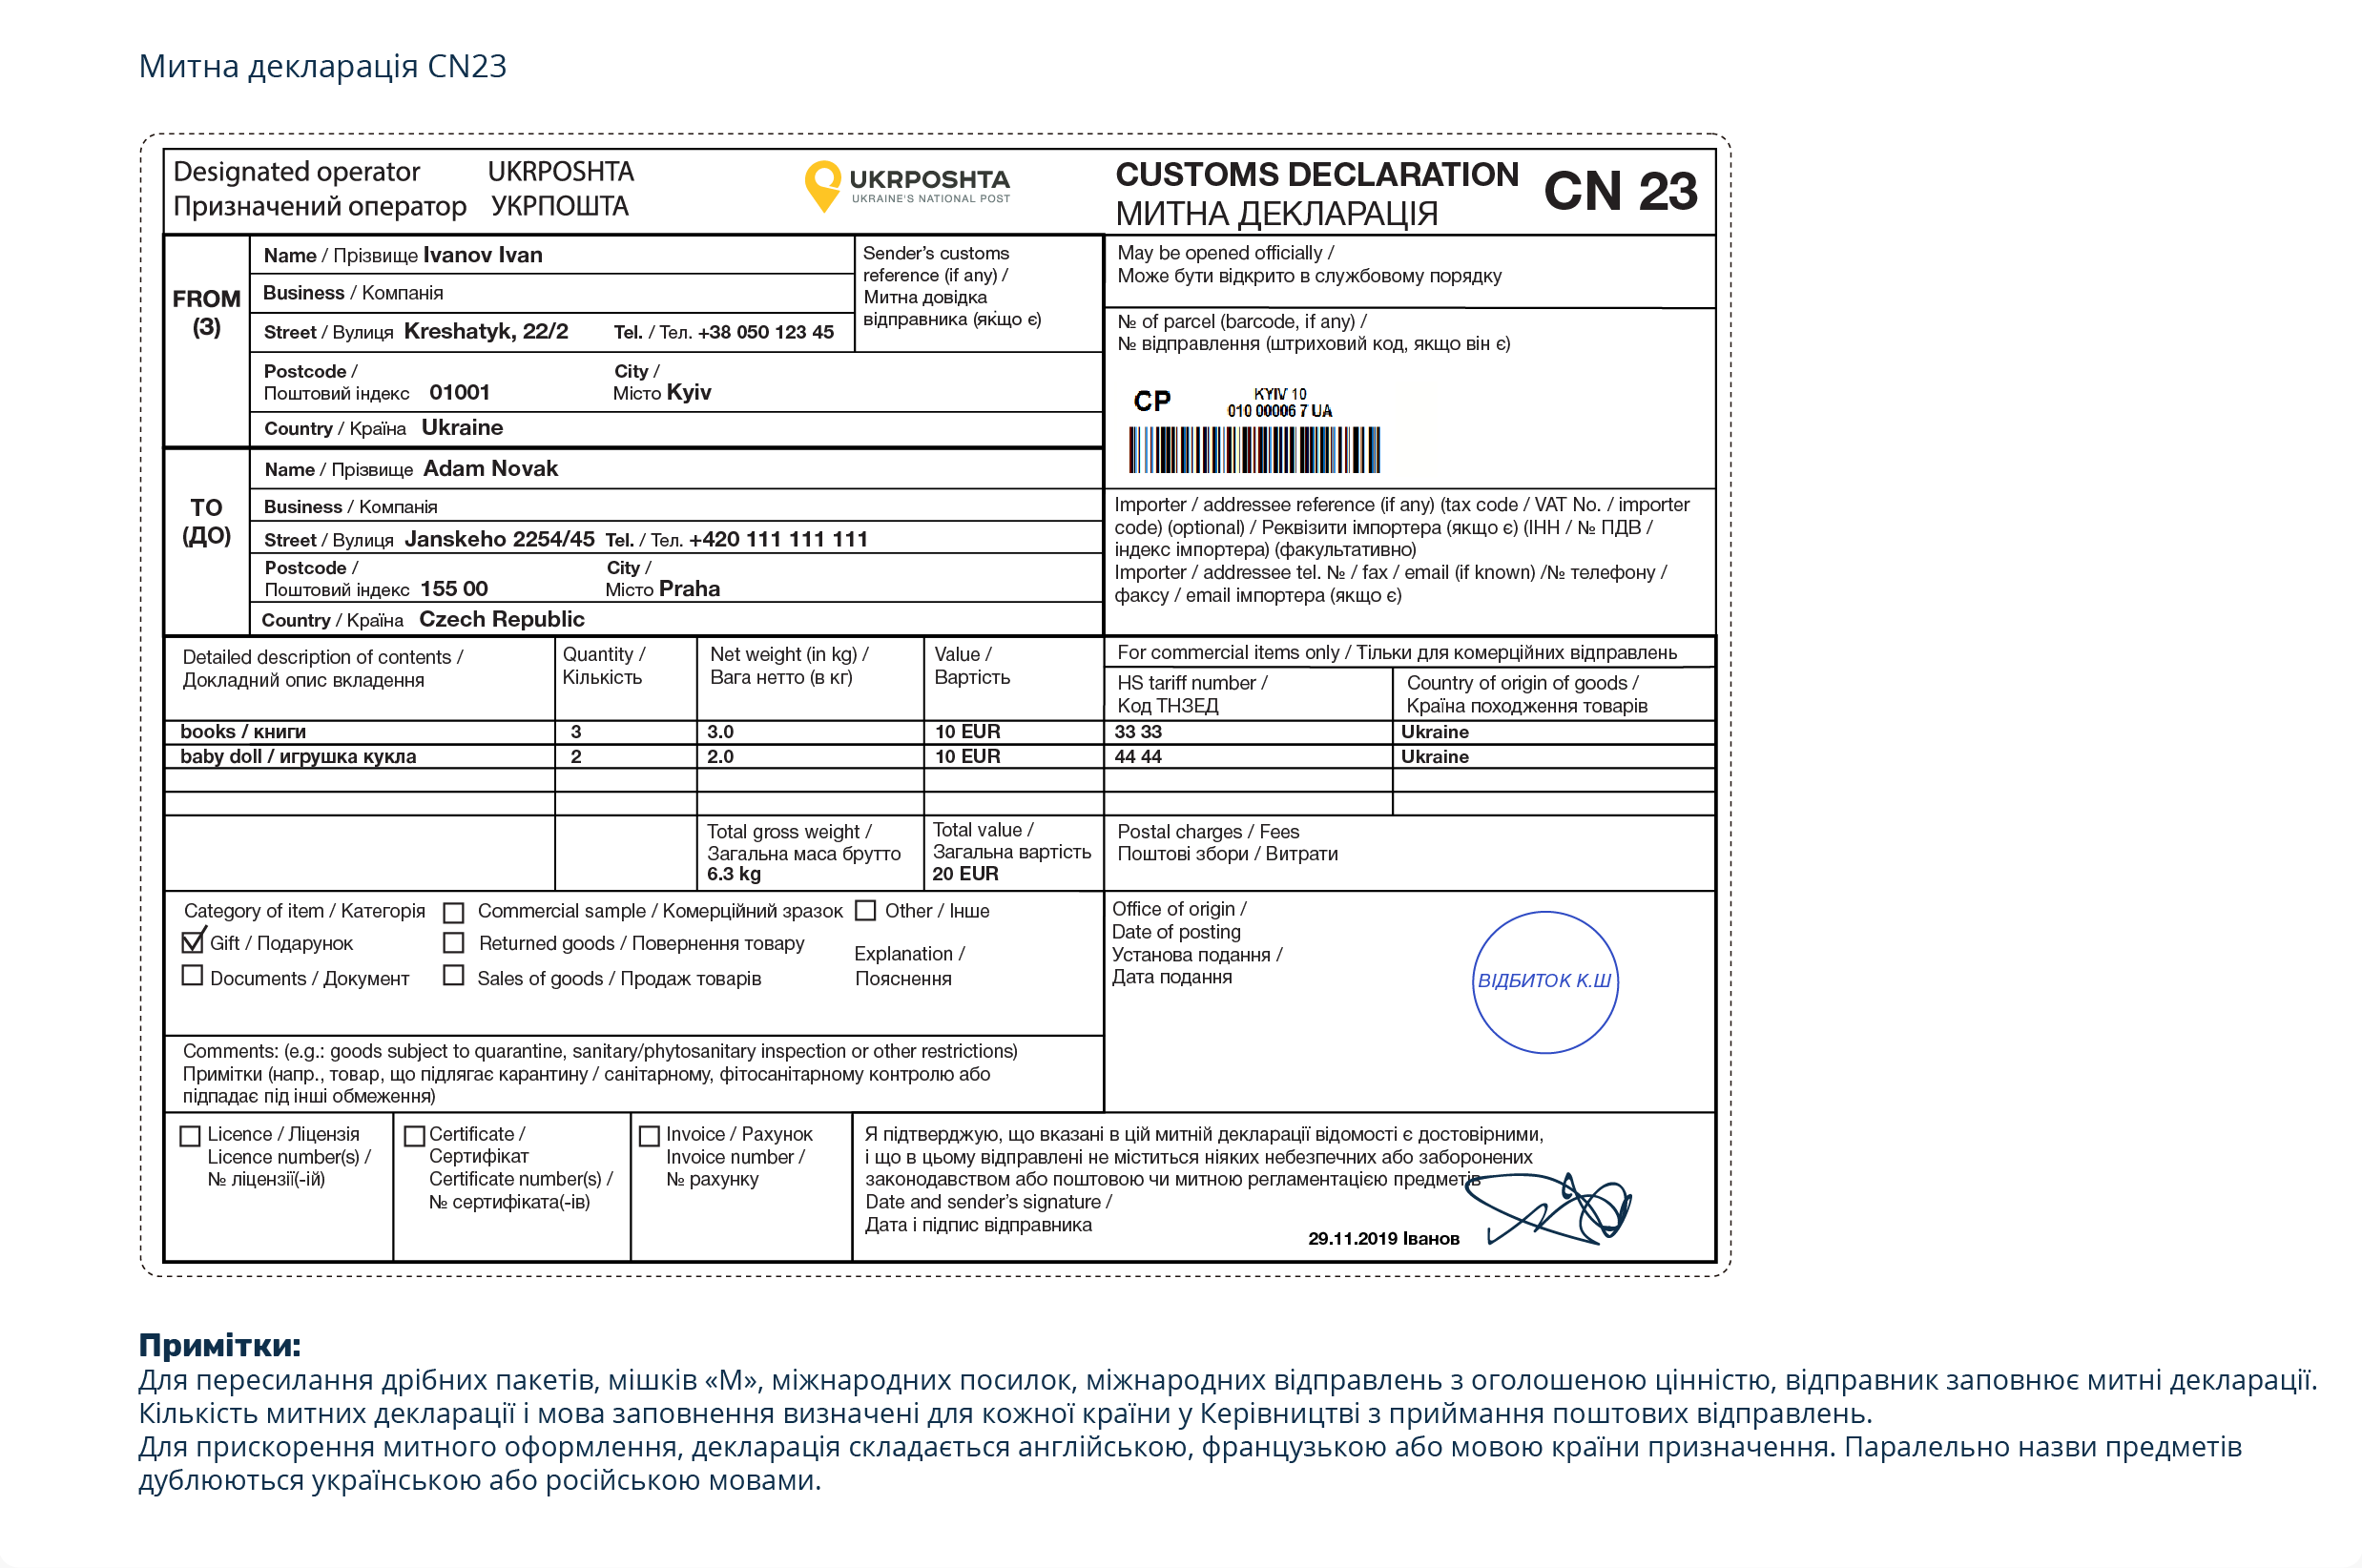 Митна декларація CN23
Designated operator UKRPOSHTA
Призначений оператор УКРПОШТА
UKRPOSHTA
UKRAINE'S NATIONAL POST
CUSTOMS DECLARATION
МИТНА ДЕКЛАРАЦІЯ
CN 23
FROM
(З)
Name / Прізвище Ivanov Ivan
Business / Компанія
Street / Вулиця Kreshatyk, 22/2 Tel. / Тел. +38 050 123 45
Sender's customs
reference (if any) /
Митна довідка
відправника (якщо є)
Postcode /
Поштовий індекс 01001
City /
Місто Kyiv
Country / Країна Ukraine
May be opened officially /
Може бути відкрито в службовому порядку
№ of parcel (barcode, if any) /
№ відправлення (штриховий код, якщо він є)
CP
KYIV 10
010 00006 7 UA
TO
(ДО)
Name / Прізвище Adam Novak
Business / Компанія
Street / Вулиця Janskeho 2254/45 Tel. / Тел. +420 111 111 111
Postcode /
Поштовий індекс 155 00
City /
Місто Praha
Country / Країна Czech Republic
Importer / addressee reference (if any) (tax code / VAT No. / importer
code) (optional) / Реквізити імпортера (якщо є) (ІНН / № ПДВ /
індекс імпортера) (факультативно)
Importer / addressee tel. № / fax / email (if known) /№ телефону /
факсу / email імпортера (якщо є)
Detailed description of contents /
Докладний опис вкладення
Quantity /
Кількість
Net weight (in kg) /
Вага нетто (в кг)
Value /
Вартість
For commercial items only / Тільки для комерційних відправлень
HS tariff number /
Код ТНЗЕД
Country of origin of goods /
Країна походження товарів
books / книги 3 3.0 10 EUR 33 33 Ukraine
baby doll / игрушка кукла 2 2.0 10 EUR 44 44 Ukraine
Total gross weight /
Загальна маса брутто
6.3 kg
Total value /
Загальна вартість
20 EUR
Postal charges / Fees
Поштові збори / Витрати
Category of item / Категорія
Commercial sample / Комерційний зразок
Other / Інше
Gift / Подарунок
Returned goods / Повернення товару
Explanation /
Пояснення
Documents / Документ
Sales of goods / Продаж товарів
Office of origin /
Date of posting
Установа подання /
Дата подання
ВІДБИТОК К.Ш
Comments: (e.g.: goods subject to quarantine, sanitary/phytosanitary inspection or other restrictions)
Примітки (напр., товар, що підлягає карантину / санітарному, фітосанітарному контролю або
підпадає під інші обмеження)
Licence / Ліцензія
Licence number(s) /
№ ліцензії(-ій)
Certificate /
Сертифікат
Certificate number(s) /
№ сертифіката(-ів)
Invoice / Рахунок
Invoice number /
№ рахунку
Я підтверджую, що вказані в цій митній декларації відомості є достовірними,
і що в цьому відправлені не міститься ніяких небезпечних або заборонених
законодавством або поштовою чи митною регламентацією предметів
Date and sender's signature /
Дата і підпис відправника
29.11.2019 Іванов
Примітки:
Для пересилання дрібних пакетів, мішків «М», міжнародних посилок, міжнародних відправлень з оголошеною цінністю, відправник заповнює митні декларації.
Кількість митних декларації і мова заповнення визначені для кожної країни у Керівництві з приймання поштових відправлень.
Для прискорення митного оформлення, декларація складається англійською, французькою або мовою країни призначення. Паралельно назви предметів
дублюються українською або російською мовами.